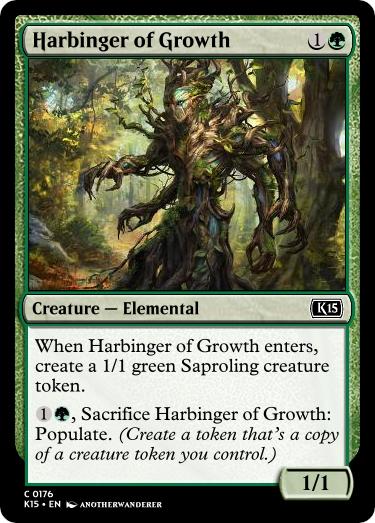 Harbinger of Growth 1
Creature — Elemental K15
When Harbinger of Growth enters,
create a 1/1 green Saproling creature
token.
1, Sacrifice Harbinger of Growth:
Populate. (Create a token that's a copy
of a creature token you control.)
1/1
C 0176
K15 • EN ANOTHERWANDERER